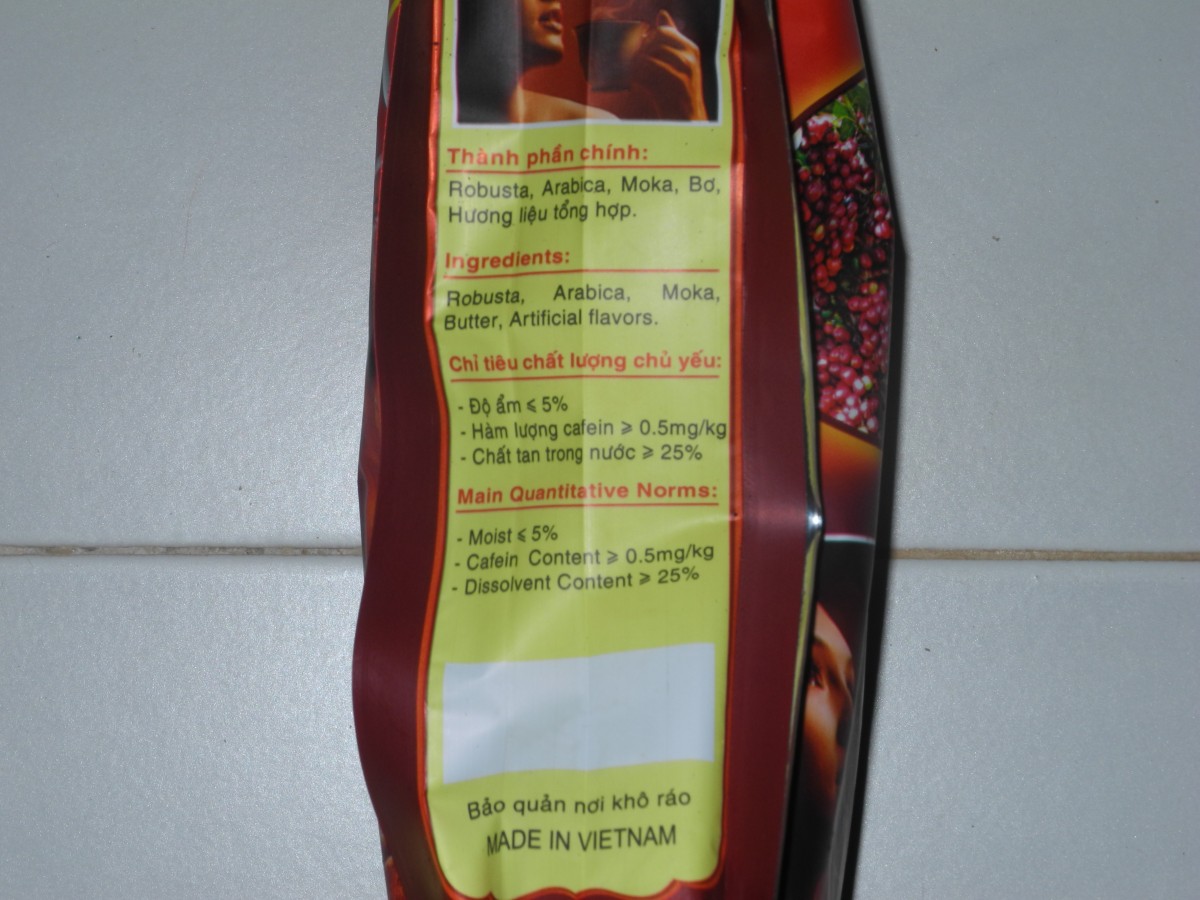 Thành phần chính:
Robusta, Arabica, Moka, Bơ,
Hương liệu tổng hợp.
Ingredients:
Robusta, Arabica, Moka,
Butter, Artificial flavors.
Chỉ tiêu chất lượng chủ yếu:
- Độ ẩm ⩽ 5%
- Hàm lượng cafein ⩾ 0.5mg/kg
- Chất tan trong nước ⩾ 25%
Main Quantitative Norms:
- Moist ⩽ 5%
- Cafein Content ⩾ 0.5mg/kg
- Dissolvent Content ⩾ 25%
Bảo quản nơi khô ráo
MADE IN VIETNAM